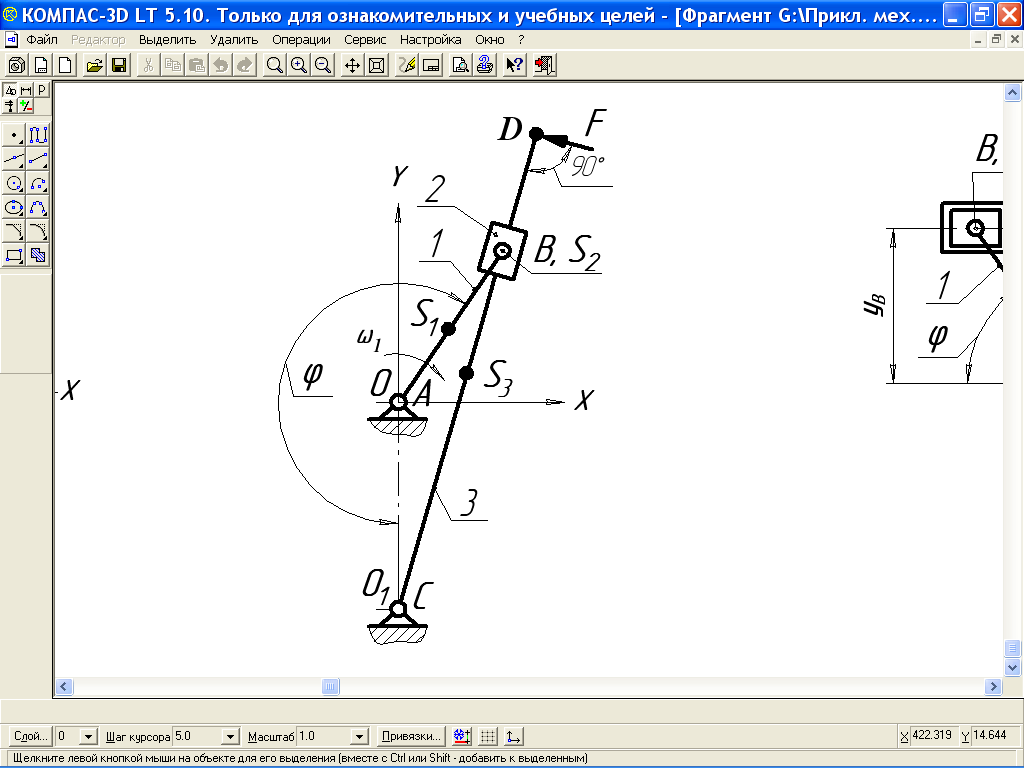 КОМПАС-3D LT 5.10. Только для ознакомительных и учебных целей - [Фрагмент G:\Прикл. мех....
Файл Редактор Выделить Удалить Операции Сервис Настройка Окно ?
P
D
F
90°
Y
2
B, S2
1
S1
ω1
φ
O
A
S3
X
3
O1
C
X
B,
1
yB
φ
Слой... 0 Шаг курсора 5.0 Масштаб 1.0 Привязки... X 422.319 Y 14.644
Щелкните левой кнопкой мыши на объекте для его выделения (вместе с Ctrl или Shift - добавить к выделенным)